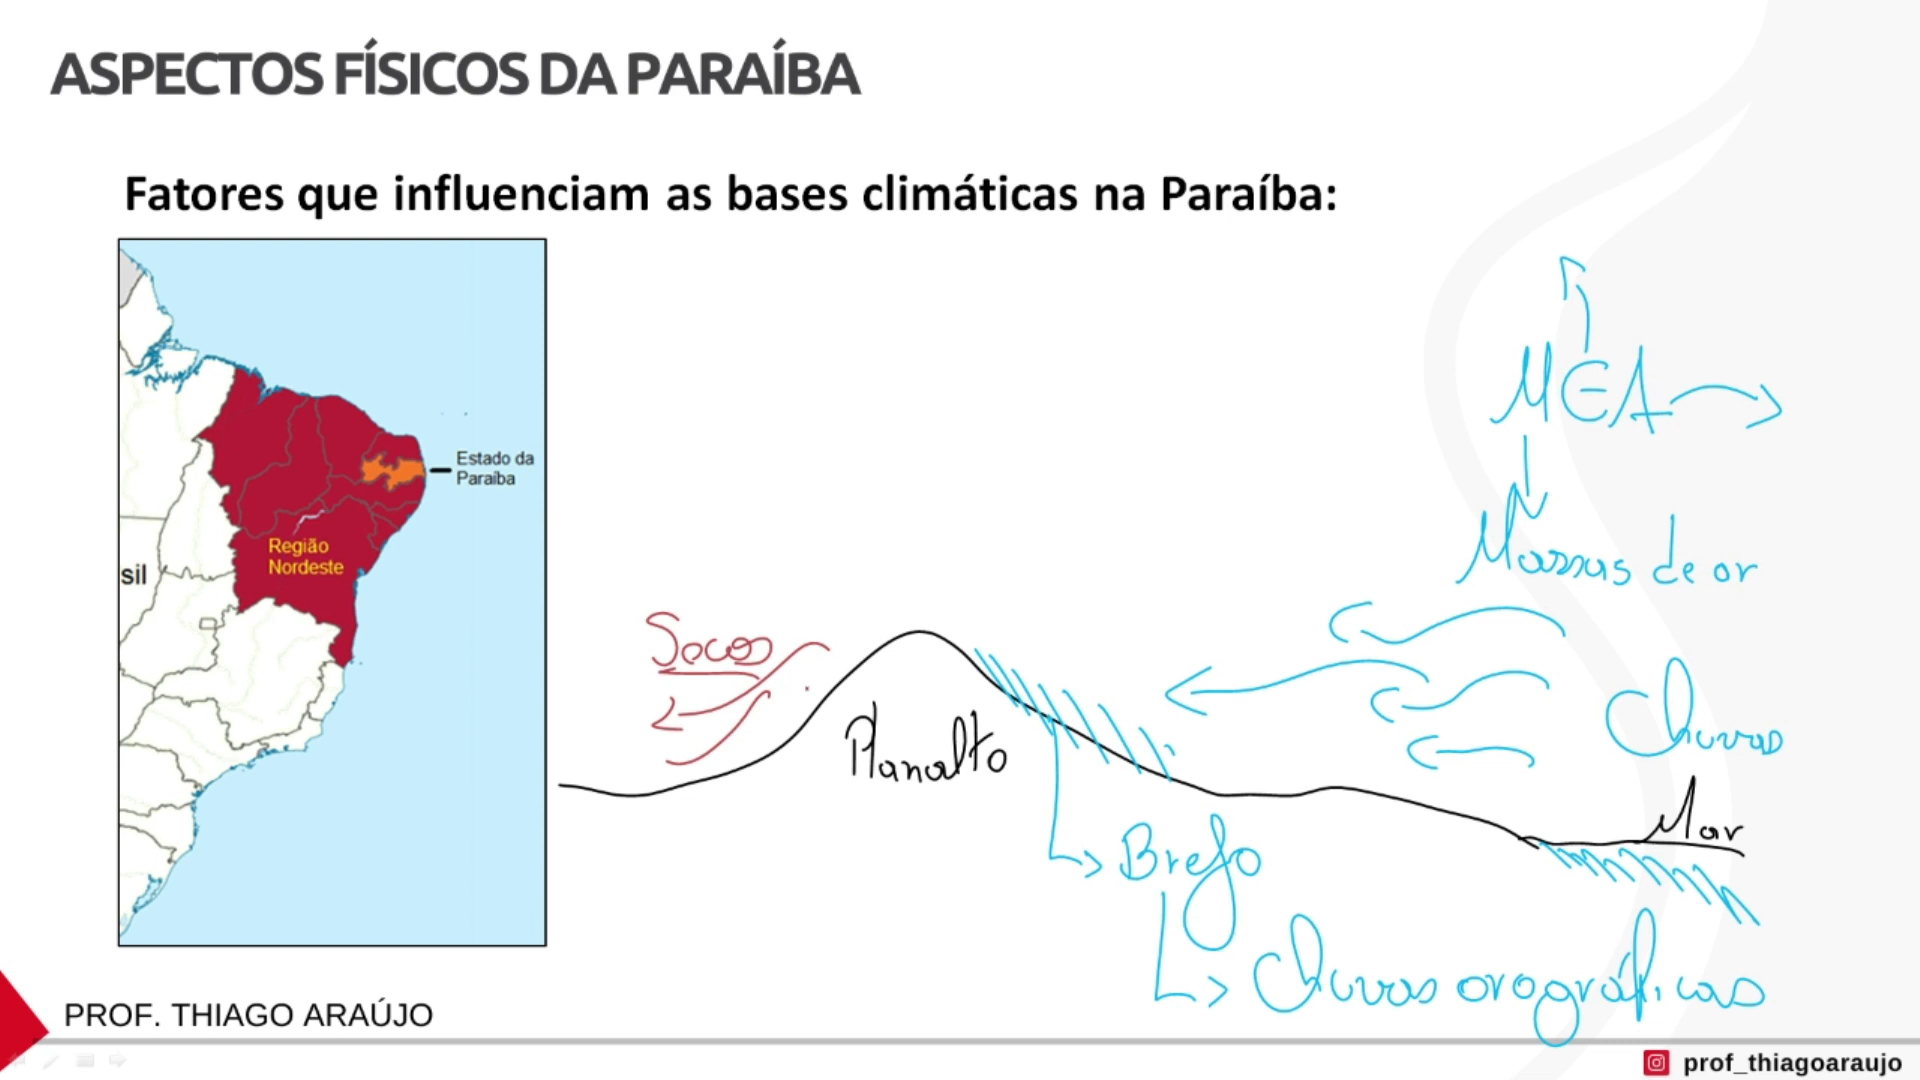 ASPECTOS FÍSICOS DA PARAÍBA
Fatores que influenciam as bases climáticas na Paraíba:
Estado da
Paraíba
Região
Nordeste
sil
MEA
Massas de ar
Secos
Chuvas
Planalto
Mar
Brejo
Chuvas orográficas
PROF. THIAGO ARAÚJO
prof_thiagoaraujo